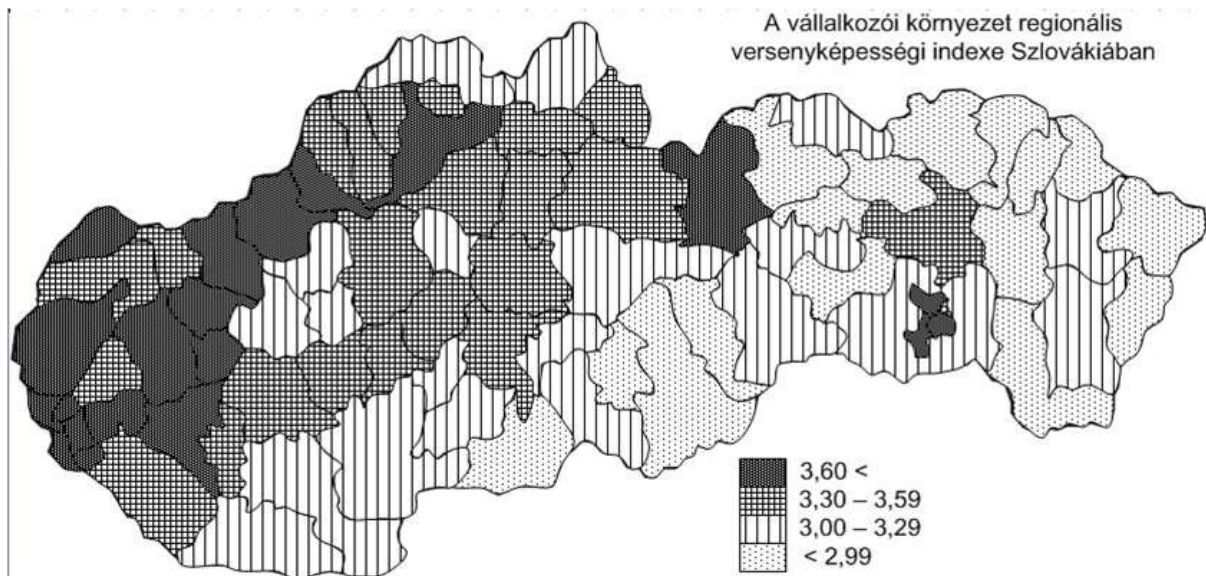 A vállalkozói környezet regionális
versenyképességi indexe Szlovákiában
3,60 <
3,30 – 3,59
3,00 – 3,29
< 2,99